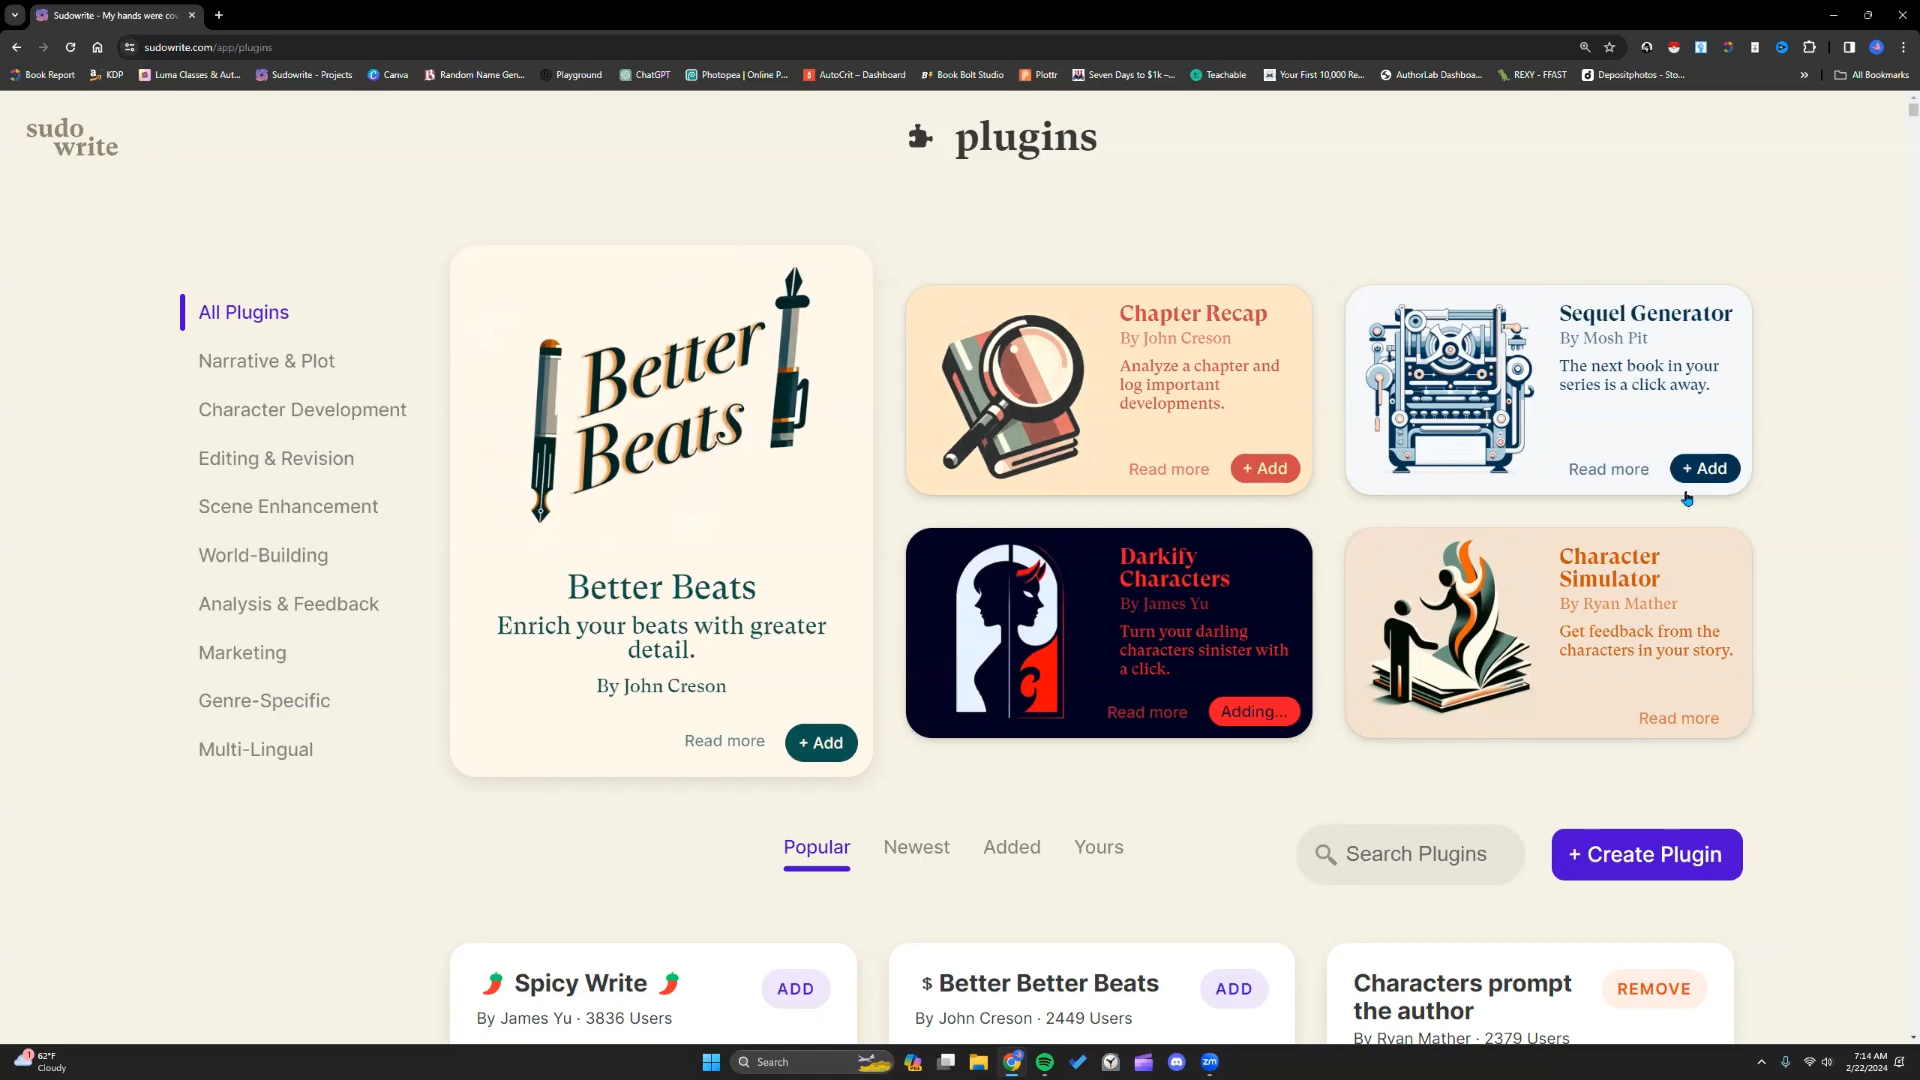 Sudowrite - My hands were cov
sudowrite.com/app/plugins
Book Report
KDP
Luma Classes & Aut...
Sudowrite - Projects
Canva
Random Name Gen...
Playground
ChatGPT
Photopea | Online P...
AutoCrit – Dashboard
BF Book Bolt Studio
Plottr
Seven Days to $1k –...
Teachable
Your First 10,000 Re...
AuthorLab Dashboa...
REXY - FFAST
Depositphotos - Sto...
All Bookmarks
sudo
write
plugins
All Plugins
Narrative & Plot
Character Development
Editing & Revision
Scene Enhancement
World-Building
Analysis & Feedback
Marketing
Genre-Specific
Multi-Lingual
Better
Beats
Better Beats
Enrich your beats with greater
detail.
By John Creson
Read more
+ Add
Chapter Recap
By John Creson
Analyze a chapter and
log important
developments.
Read more
+ Add
Sequel Generator
By Mosh Pit
The next book in your
series is a click away.
Read more
+ Add
Darkify
Characters
By James Yu
Turn your darling
characters sinister with
a click.
Read more
Adding...
Character
Simulator
By Ryan Mather
Get feedback from the
characters in your story.
Read more
Popular
Newest
Added
Yours
Search Plugins
+ Create Plugin
🌶 Spicy Write 🌶
ADD
By James Yu · 3836 Users
$ Better Better Beats
ADD
By John Creson · 2449 Users
Characters prompt
the author
REMOVE
By Ryan Mather · 2379 Users
1
62°F
Cloudy
Search
zm
7:14 AM
2/22/2024